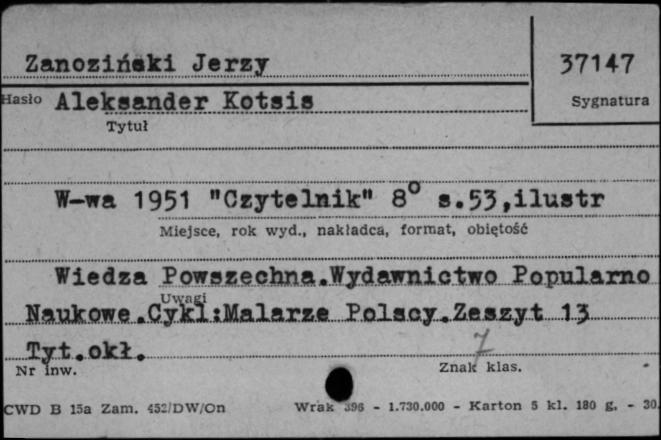 Zanoziński Jerzy
37147
Hasło Aleksander Kotsis
Sygnatura
Tytuł
W-wa 1951 "Czytelnik" 8° s.53,ilustr
Miejsce, rok wyd., nakładca, format, objętość
Wiedza Powszechna.Wydawnictwo Popularno
Uwagi
Naukowe.Cykl:Malarze Polscy.Zeszyt 13
Tyt.okł.
7
Nr inw.
Znak klas.
CWD B 15a Zam. 452/DW/On Wrak 396 - 1.730.000 - Karton 5 kl. 180 g. - 30.